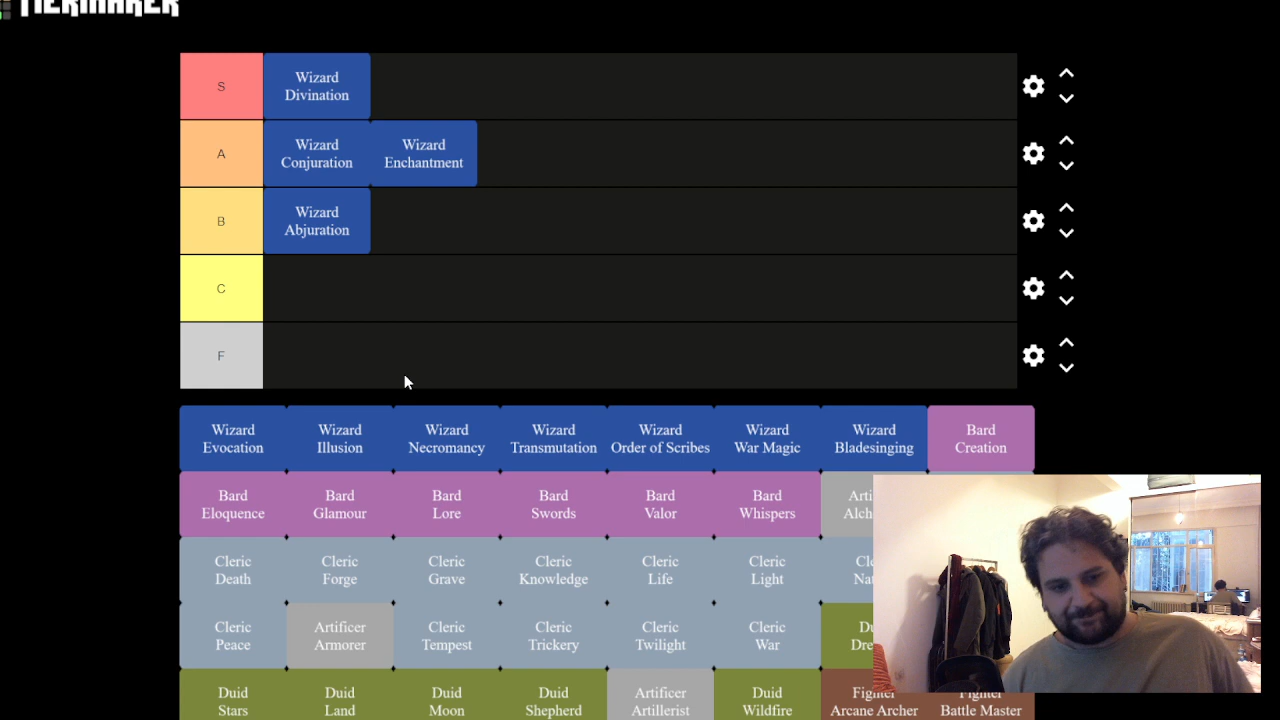 TIERMAKER
S
Wizard
Divination
A
Wizard
Conjuration
Wizard
Enchantment
B
Wizard
Abjuration
C
F
Wizard
Evocation
Wizard
Illusion
Wizard
Necromancy
Wizard
Transmutation
Wizard
Order of Scribes
Wizard
War Magic
Wizard
Bladesinging
Bard
Creation
Bard
Eloquence
Bard
Glamour
Bard
Lore
Bard
Swords
Bard
Valor
Bard
Whispers
Cleric
Death
Cleric
Forge
Cleric
Grave
Cleric
Knowledge
Cleric
Life
Cleric
Light
Cleric
Peace
Artificer
Armorer
Cleric
Tempest
Cleric
Trickery
Cleric
Twilight
Cleric
War
Duid
Stars
Duid
Land
Duid
Moon
Duid
Shepherd
Artificer
Artillerist
Duid
Wildfire
Fighter
Arcane Archer
Fighter
Battle Master